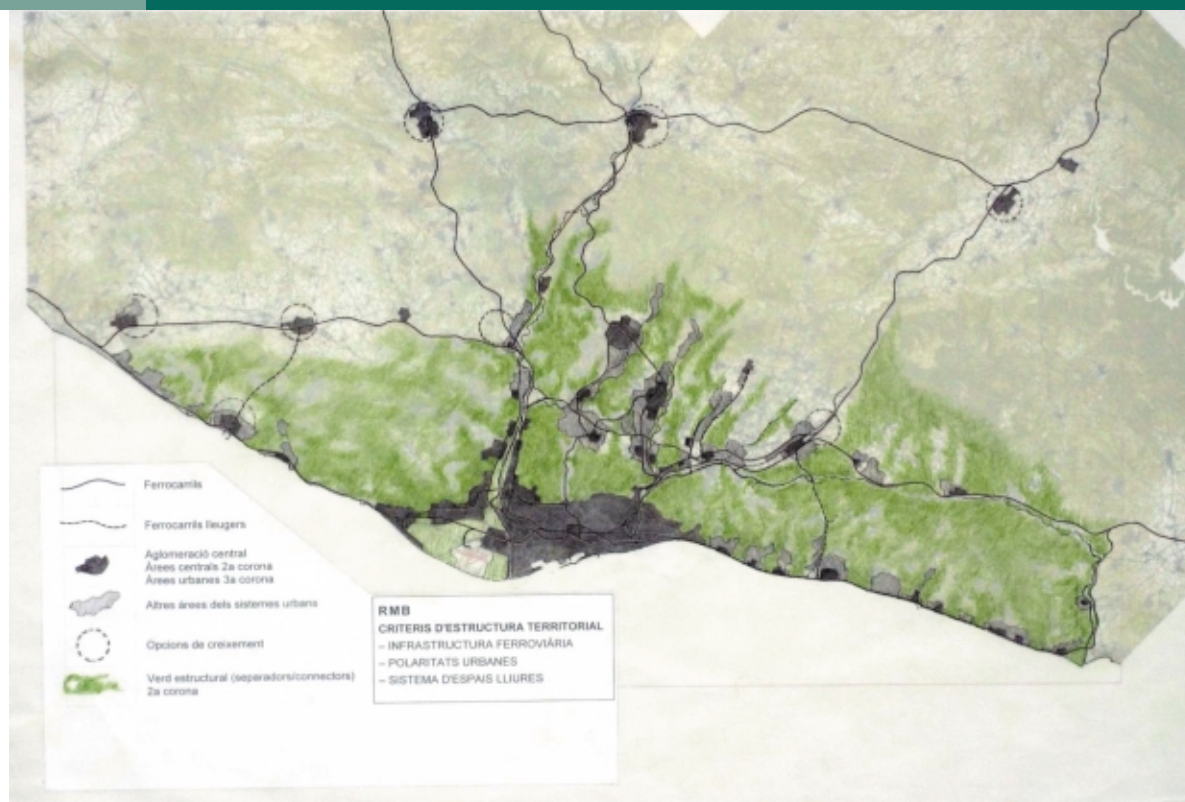 Ferrocarrils
Ferrocarrils lleugers
Aglomeració central
Àrees centrals 2a corona
Àrees urbanes 3a corona
Altres àrees dels sistemes urbans
Opcions de creixement
Verd estructural (separadors/connectors)
2a corona
RMB
CRITERIS D'ESTRUCTURA TERRITORIAL
– INFRASTRUCTURA FERROVIÀRIA
– POLARITATS URBANES
– SISTEMA D'ESPAIS LLIURES